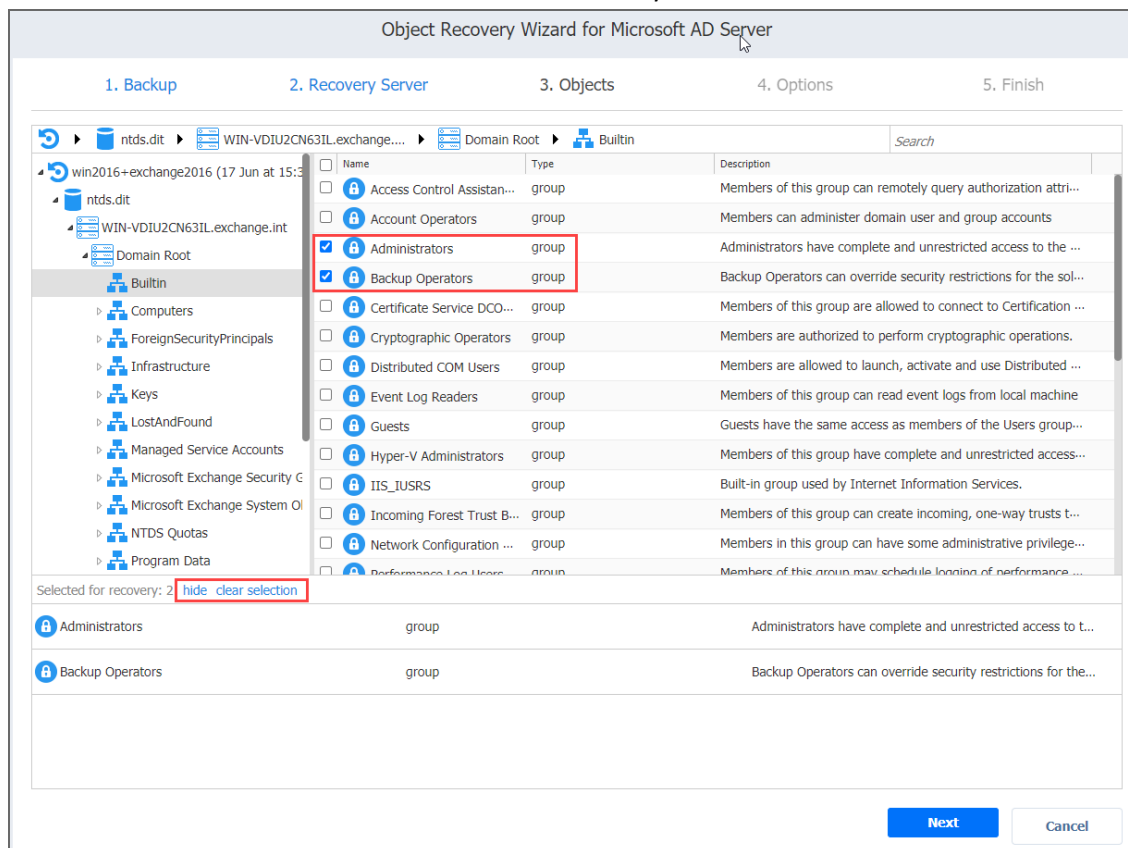 Object Recovery Wizard for Microsoft AD Server
1. Backup 2. Recovery Server 3. Objects 4. Options 5. Finish
ntds.dit WIN-VDIU2CN63IL.exchange.... Domain Root Builtin Search
win2016+exchange2016 (17 Jun at 15:3
ntds.dit
WIN-VDIU2CN63IL.exchange.int
Domain Root
Builtin
Computers
ForeignSecurityPrincipals
Infrastructure
Keys
LostAndFound
Managed Service Accounts
Microsoft Exchange Security G
Microsoft Exchange System Ol
NTDS Quotas
Program Data
Name Type Description
Access Control Assistan... group Members of this group can remotely query authorization attri...
Account Operators group Members can administer domain user and group accounts
Administrators group Administrators have complete and unrestricted access to the ...
Backup Operators group Backup Operators can override security restrictions for the sol...
Certificate Service DCO... group Members of this group are allowed to connect to Certification ...
Cryptographic Operators group Members are authorized to perform cryptographic operations.
Distributed COM Users group Members are allowed to launch, activate and use Distributed ...
Event Log Readers group Members of this group can read event logs from local machine
Guests group Guests have the same access as members of the Users group...
Hyper-V Administrators group Members of this group have complete and unrestricted access...
IIS_IUSRS group Built-in group used by Internet Information Services.
Incoming Forest Trust B... group Members of this group can create incoming, one-way trusts t...
Network Configuration ... group Members in this group can have some administrative privilege...
Performance Log Users group Members of this group may schedule logging of performance ...
Selected for recovery: 2 hide clear selection
Administrators group Administrators have complete and unrestricted access to t...
Backup Operators group Backup Operators can override security restrictions for the...
Next Cancel